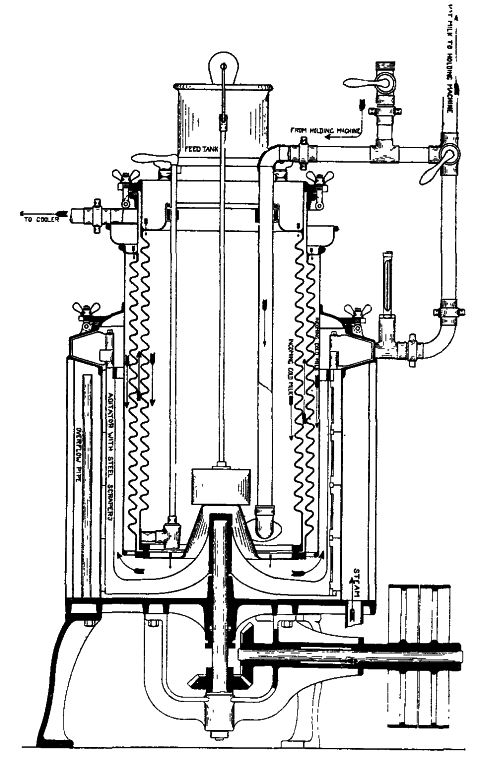 HOT MILK TO HOLDING MACHINE
FROM HOLDING MACHINE
FEED TANK
TO COOLER
INCOMING COLD MILK
AGITATOR WITH STEEL SCRAPERS
OVERFLOW PIPE
STEAM